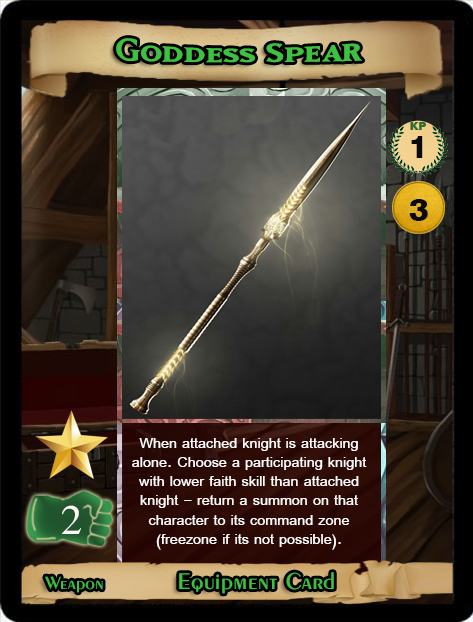 Goddess Spear
KP
1
3
When attached knight is attacking
alone. Choose a participating knight
with lower faith skill than attached
knight – return a summon on that
character to its command zone
(freezone if its not possible).
2
Weapon
Equipment Card